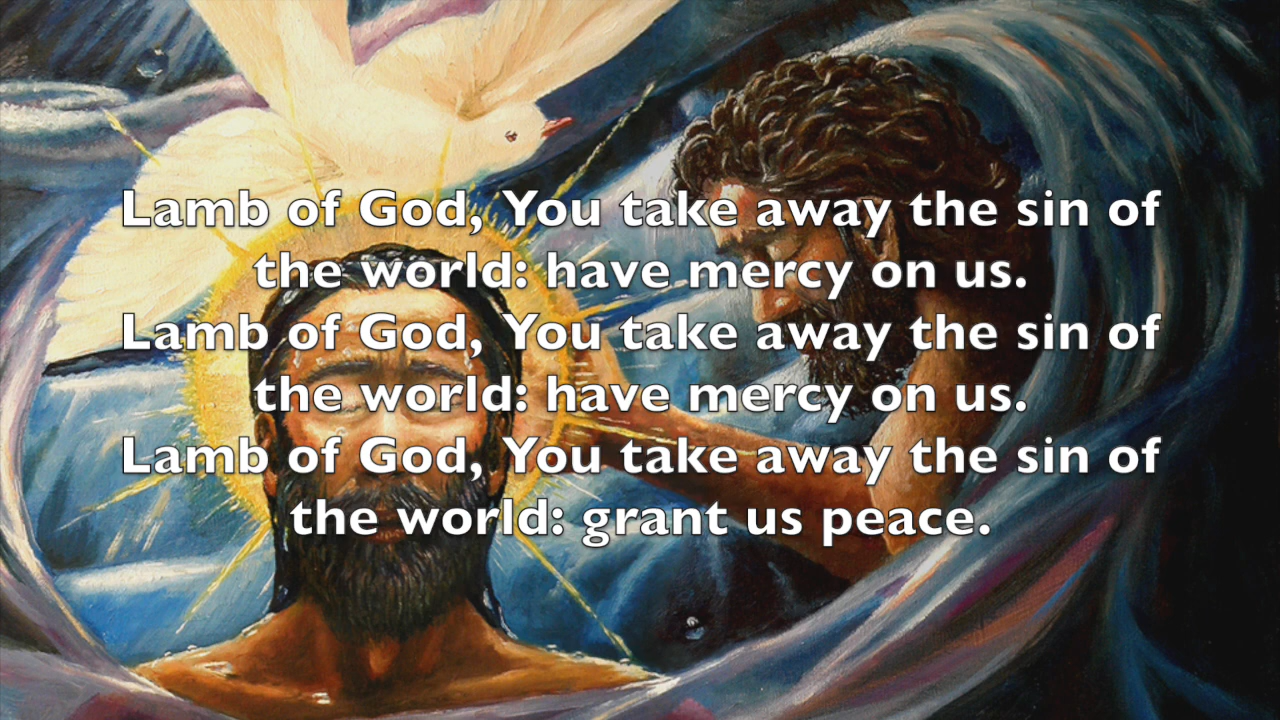 Lamb of God, You take away the sin of
the world: have mercy on us.
Lamb of God, You take away the sin of
the world: have mercy on us.
Lamb of God, You take away the sin of
the world: grant us peace.